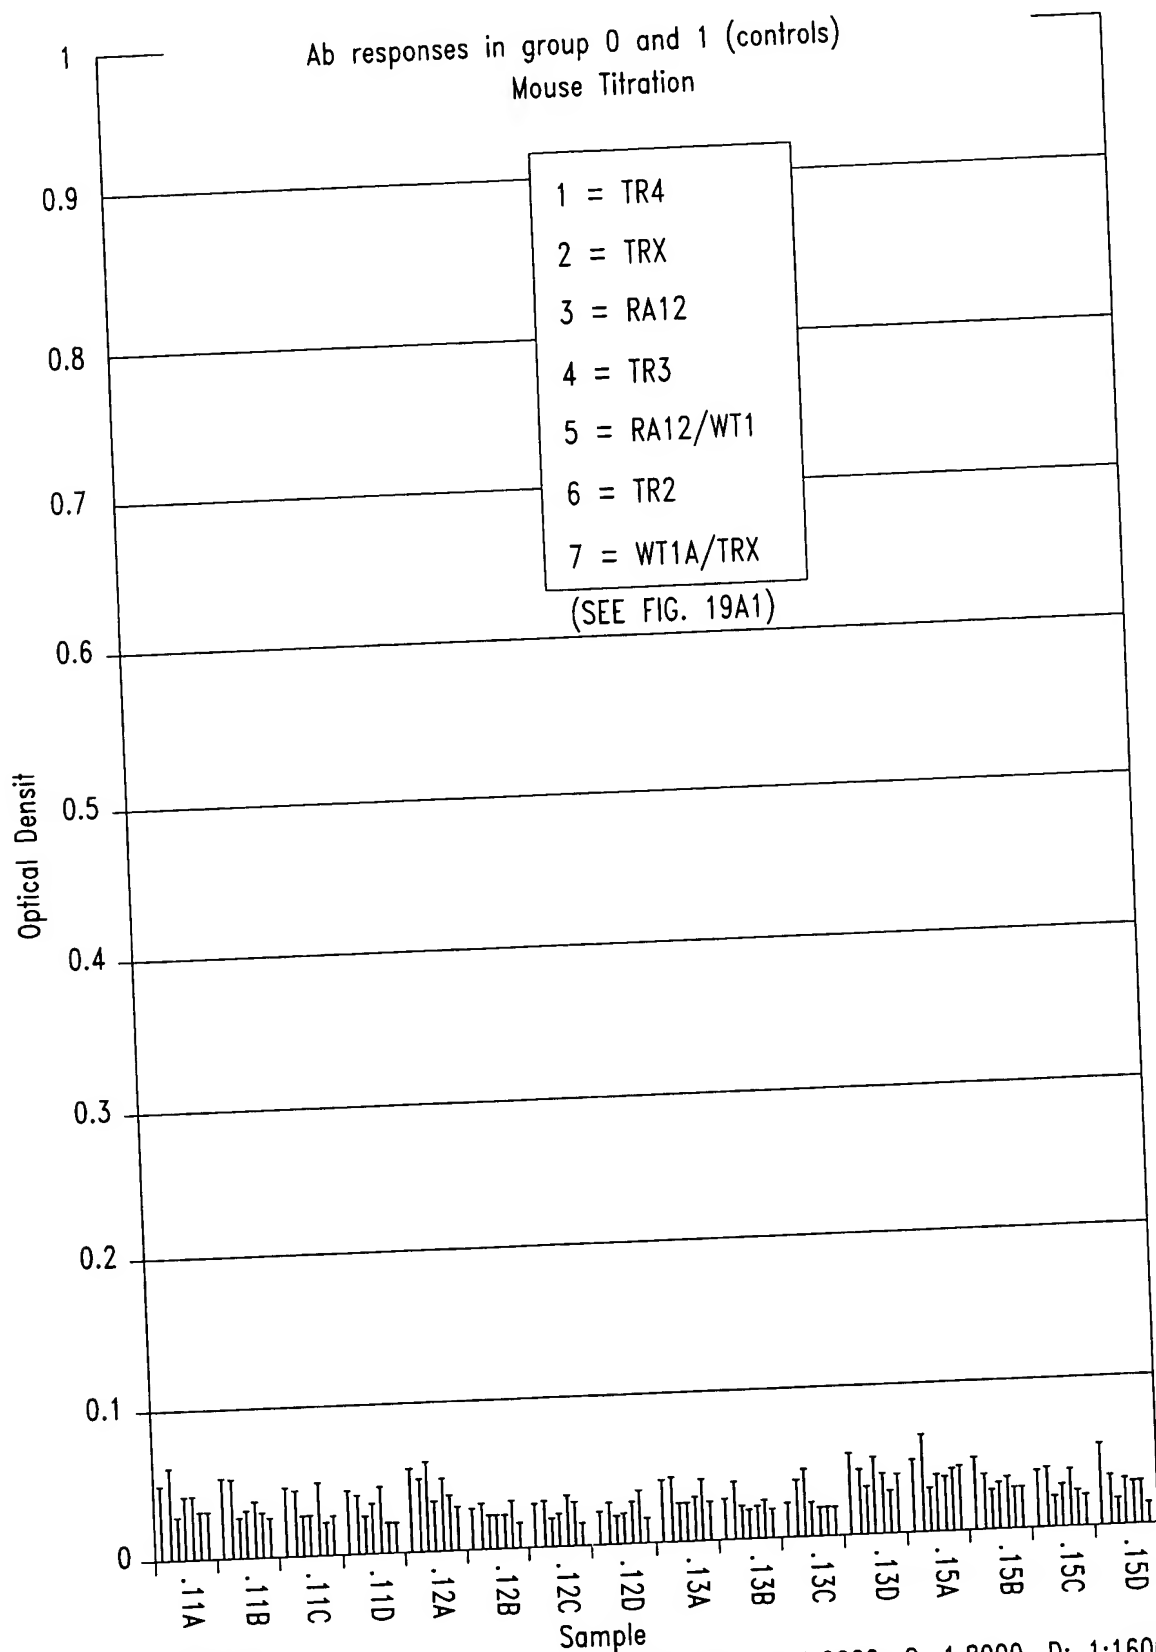 Ab responses in group 0 and 1 (controls)
Mouse Titration
1
0.9
0.8
0.7
0.6
0.5
0.4
0.3
0.2
0.1
0
Optical Densit
1 = TR4
2 = TRX
3 = RA12
4 = TR3
5 = RA12/WT1
6 = TR2
7 = WT1A/TRX
(SEE FIG. 19A1)
.11A
.11B
.11C
.11D
.12A
.12B
.12C
.12D
.13A
.13B
.13C
.13D
.15A
.15B
.15C
.15D
Sample